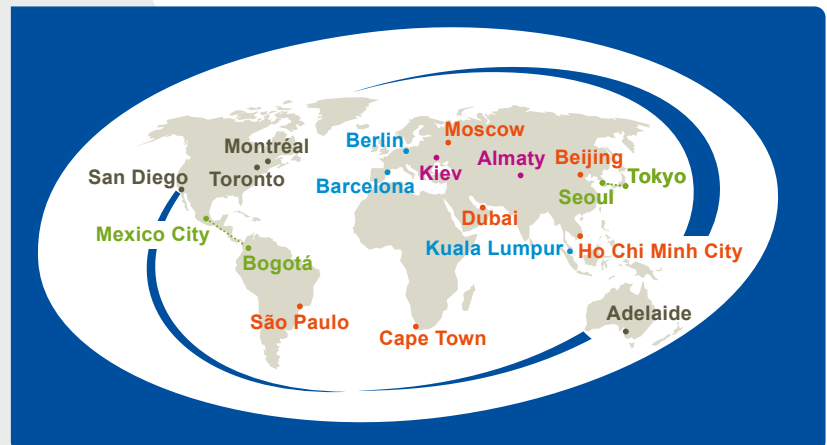 Moscow
Berlin
Montréal
Almaty
Beijing
Kiev
San Diego
Toronto
Barcelona
Tokyo
Seoul
Dubai
Mexico City
Kuala Lumpur
Ho Chi Minh City
Bogotá
Adelaide
São Paulo
Cape Town